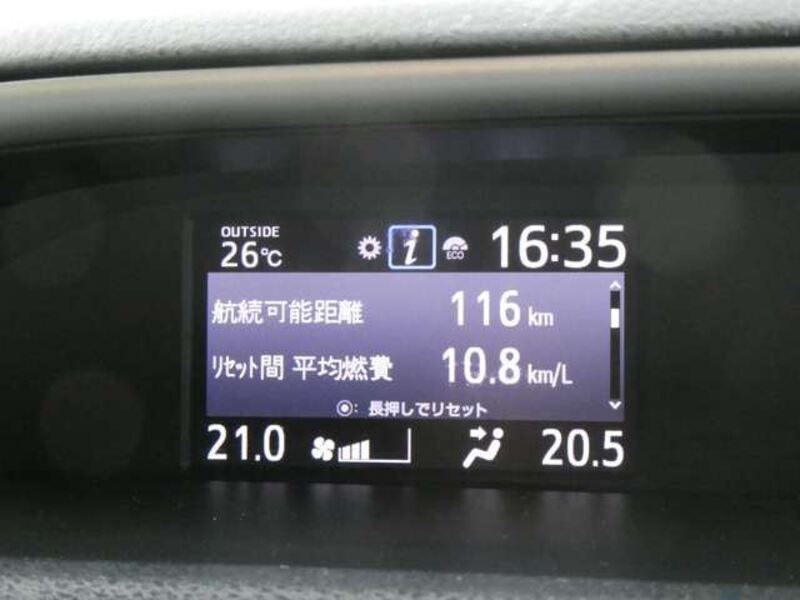 OUTSIDE
26℃ i ECO 16:35
航続可能距離 116 km
リセット間 平均燃費 10.8 km/L
◉: 長押しでリセット
21.0 20.5